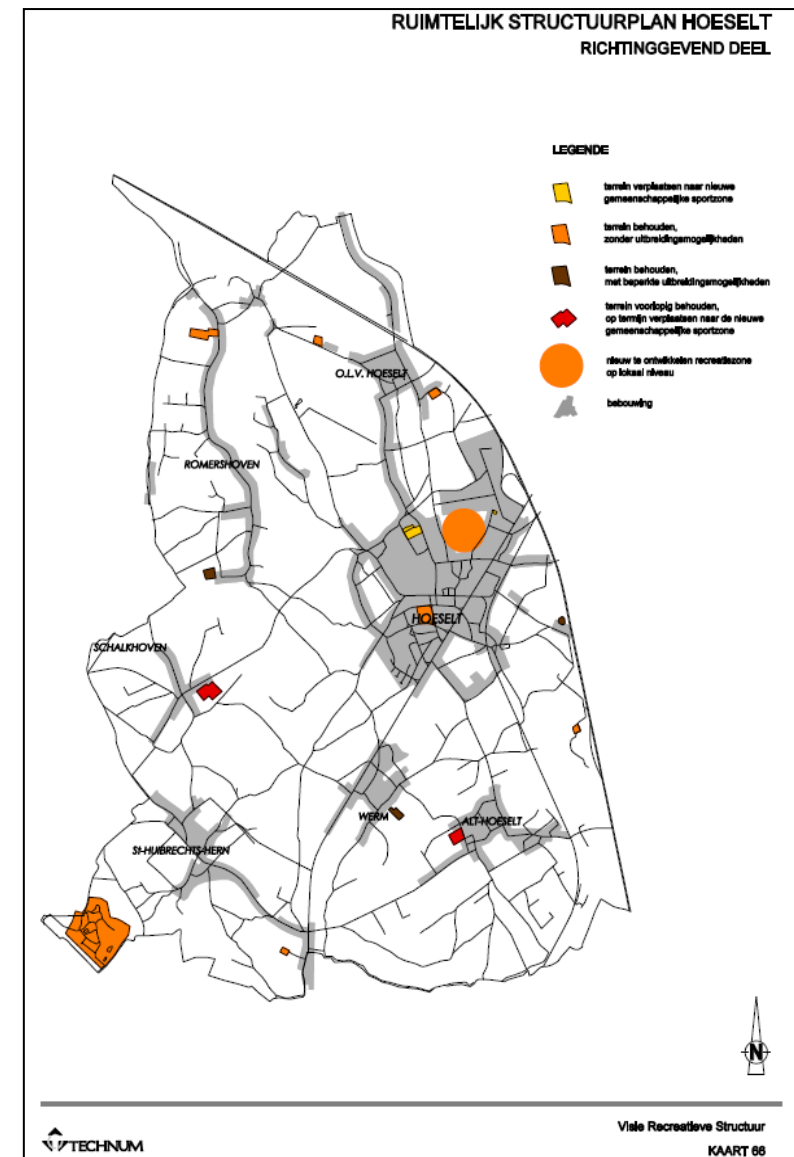 RUIMTELIJK STRUCTUURPLAN HOESELT
RICHTINGGEVEND DEEL
LEGENDE
terrein verplaatsen naar nieuwe
gemeenschappelijke sportzone
terrein behouden,
zonder uitbreidingsmogelijkheden
terrein behouden,
met beperkte uitbreidingsmogelijkheden
terrein voorlopig behouden,
op termijn verplaatsen naar de nieuwe
gemeenschappelijke sportzone
nieuw te ontwikkelen recreatiezone
op lokaal niveau
bebouwing
O.L.V. HOESELT
ROMERSHOVEN
HOESELT
SCHALKHOVEN
WERM
ALT-HOESELT
St-HUIBRECHTS-HERN
N
TECHNUM
Visie Recreatieve Structuur
KAART 66